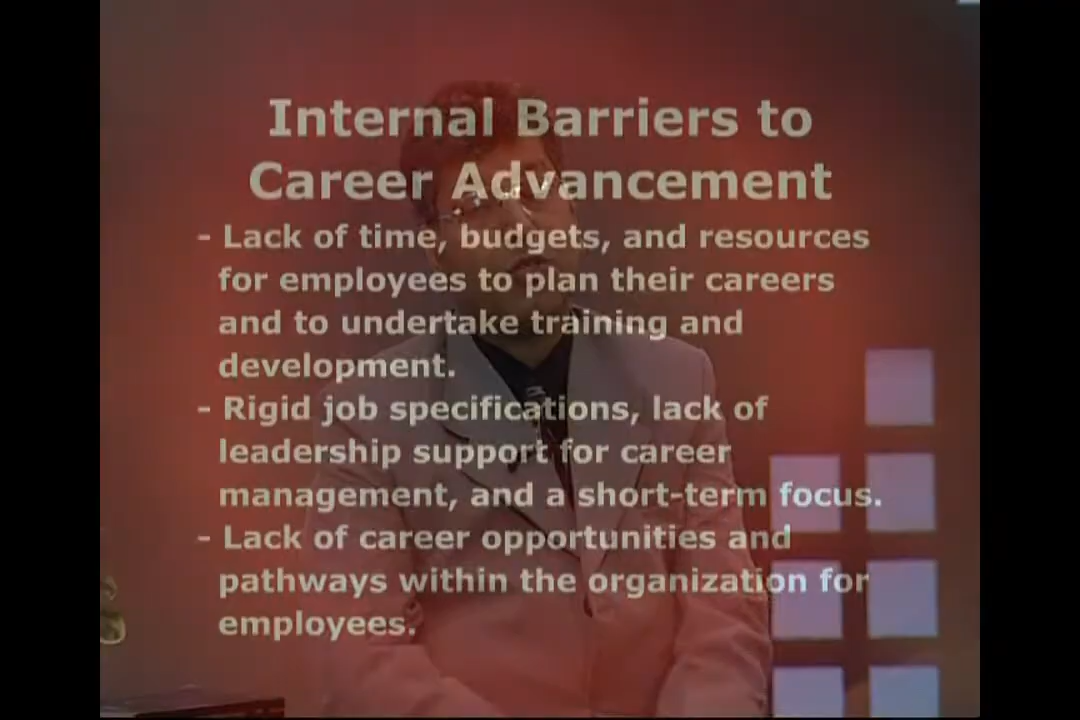 Internal Barriers to
Career Advancement
- Lack of time, budgets, and resources
for employees to plan their careers
and to undertake training and
development.
- Rigid job specifications, lack of
leadership support for career
management, and a short-term focus.
- Lack of career opportunities and
pathways within the organization for
employees.